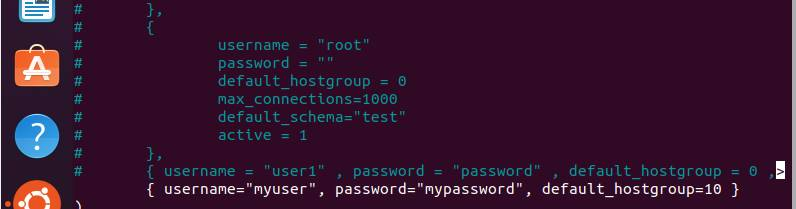 # },
# {
# username = "root"
# password = ""
# default_hostgroup = 0
# max_connections=1000
# default_schema="test"
# active = 1
# },
# { username = "user1" , password = "password" , default_hostgroup = 0 ,>
{ username="myuser", password="mypassword", default_hostgroup=10 }
)